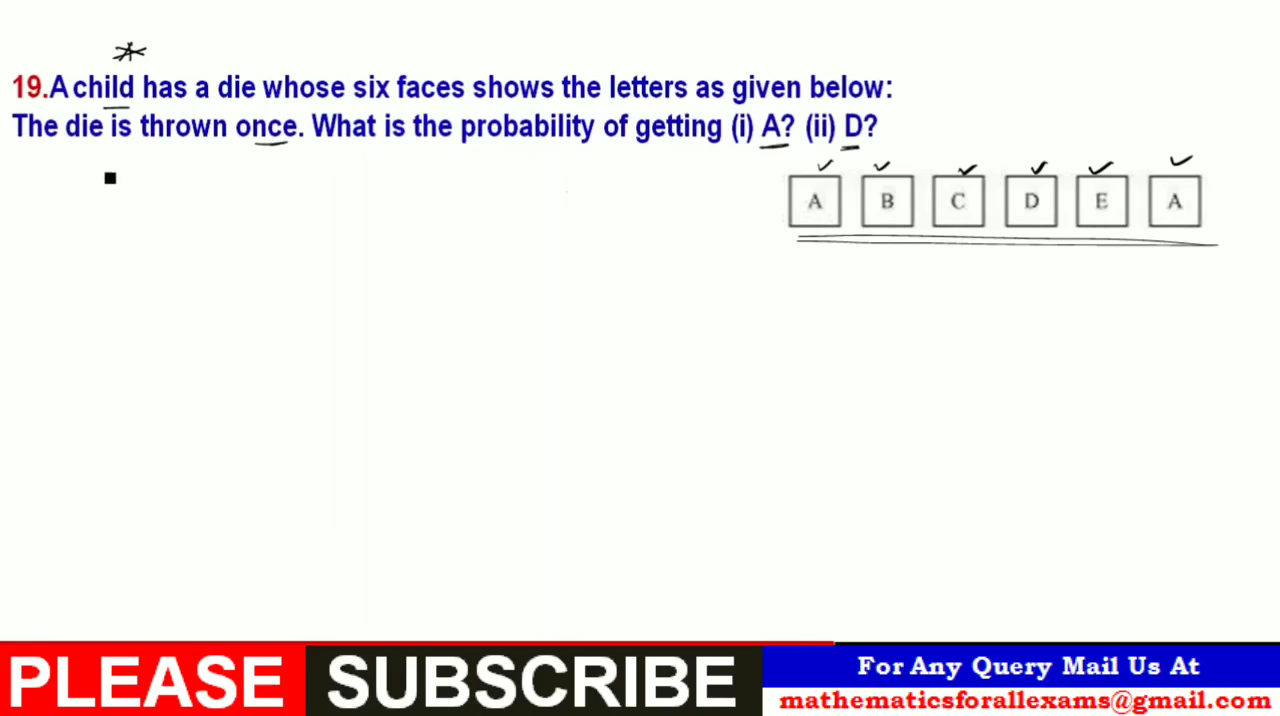 19.A child has a die whose six faces shows the letters as given below:
The die is thrown once. What is the probability of getting (i) A? (ii) D?
A B C D E A
PLEASE SUBSCRIBE
For Any Query Mail Us At
mathematicsforallexams@gmail.com